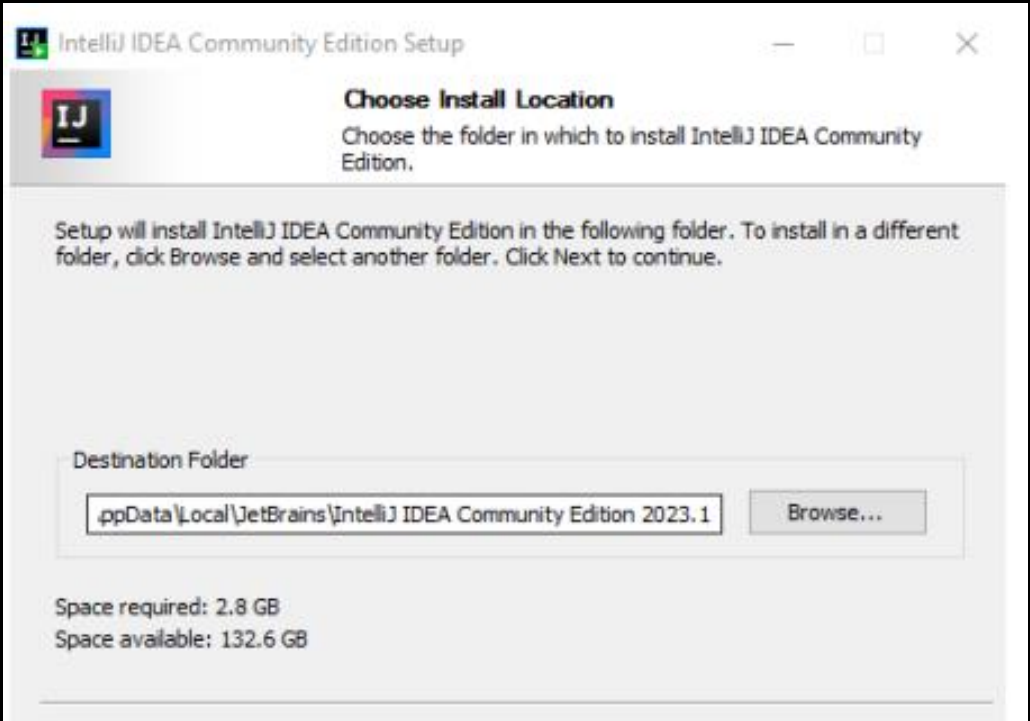 IntelliJ IDEA Community Edition Setup
IJ
Choose Install Location
Choose the folder in which to install IntelliJ IDEA Community
Edition.
Setup will install IntelliJ IDEA Community Edition in the following folder. To install in a different
folder, click Browse and select another folder. Click Next to continue.
Destination Folder
ppData\Local\JetBrains\IntelliJ IDEA Community Edition 2023.1
Browse...
Space required: 2.8 GB
Space available: 132.6 GB